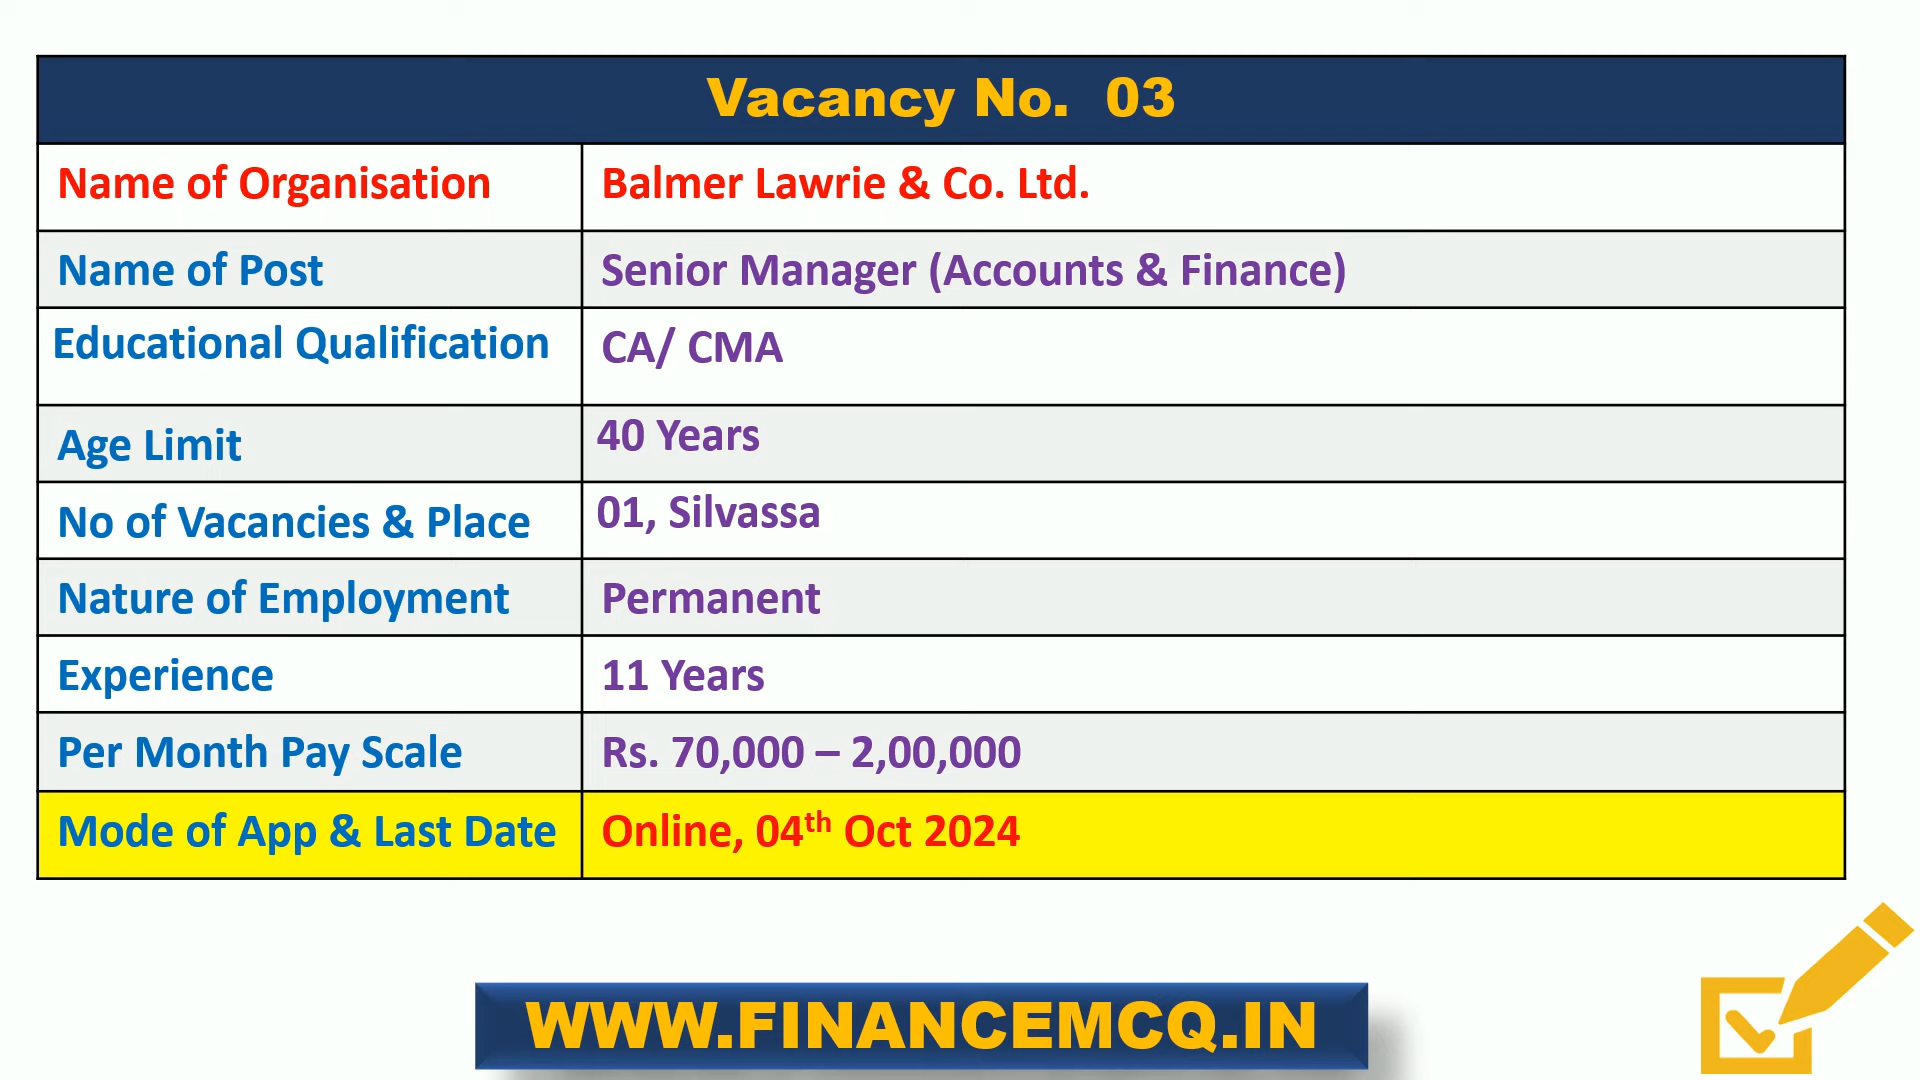 Vacancy No. 03
Name of Organisation Balmer Lawrie & Co. Ltd.
Name of Post Senior Manager (Accounts & Finance)
Educational Qualification CA/ CMA
Age Limit 40 Years
No of Vacancies & Place 01, Silvassa
Nature of Employment Permanent
Experience 11 Years
Per Month Pay Scale Rs. 70,000 – 2,00,000
Mode of App & Last Date Online, 04th Oct 2024
WWW.FINANCEMCQ.IN